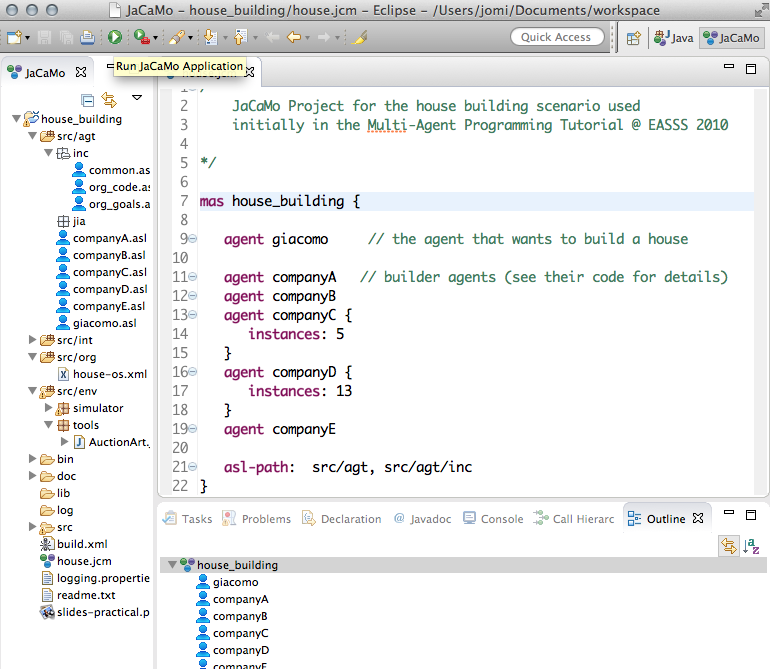 JaCaMo - house_building/house.jcm - Eclipse - /Users/jomi/Documents/workspace
Quick Access
Java
JaCaMo
JaCaMo
Run JaCaMo Application
house_building
src/agt
inc
common.as
org_code.as
org_goals.a
jia
companyA.asl
companyB.asl
companyC.asl
companyD.asl
companyE.asl
giacomo.asl
src/int
src/org
house-os.xml
src/env
simulator
tools
AuctionArt.
bin
doc
lib
log
src
build.xml
house.jcm
logging.propertie
readme.txt
slides-practical.p
2 JaCaMo Project for the house building scenario used
3 initially in the Multi-Agent Programming Tutorial @ EASSS 2010
4
5 */
6
7 mas house_building {
8
9 agent giacomo // the agent that wants to build a house
10
11 agent companyA // builder agents (see their code for details)
12 agent companyB
13 agent companyC {
14 instances: 5
15 }
16 agent companyD {
17 instances: 13
18 }
19 agent companyE
20
21 asl-path: src/agt, src/agt/inc
22 }
Tasks
Problems
Declaration
@ Javadoc
Console
Call Hierarc
Outline
house_building
giacomo
companyA
companyB
companyC
companyD
companyE